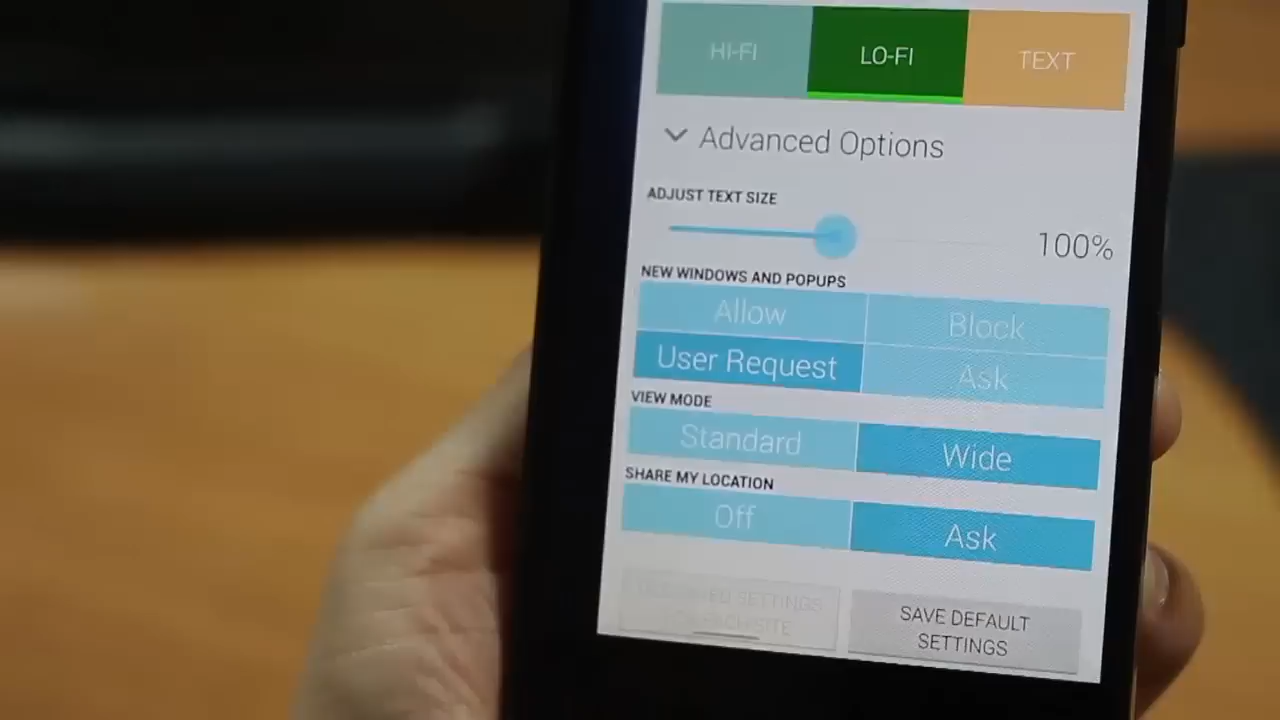 HI-FI LO-FI TEXT
Advanced Options
ADJUST TEXT SIZE
100%
NEW WINDOWS AND POPUPS
Allow Block
User Request Ask
VIEW MODE
Standard Wide
SHARE MY LOCATION
Off Ask
SETTINGS
SAVE DEFAULT
SETTINGS